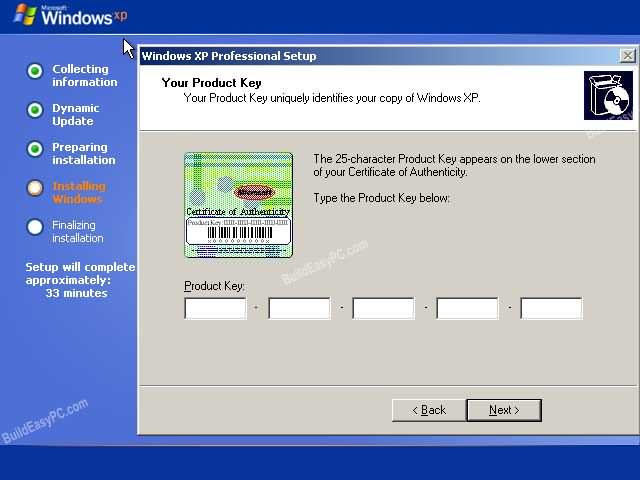 Microsoft
Windows xp
Collecting
information
Dynamic
Update
Preparing
installation
Installing
Windows
Finalizing
installation
Setup will complete
approximately:
33 minutes
Windows XP Professional Setup
Your Product Key
Your Product Key uniquely identifies your copy of Windows XP.
The 25-character Product Key appears on the lower section
of your Certificate of Authenticity.
Type the Product Key below:
Microsoft
Certificate of Authenticity
Product Key:
- - - -
< Back
Next >
BuildEasyPC.com
BuildEasyPC.com